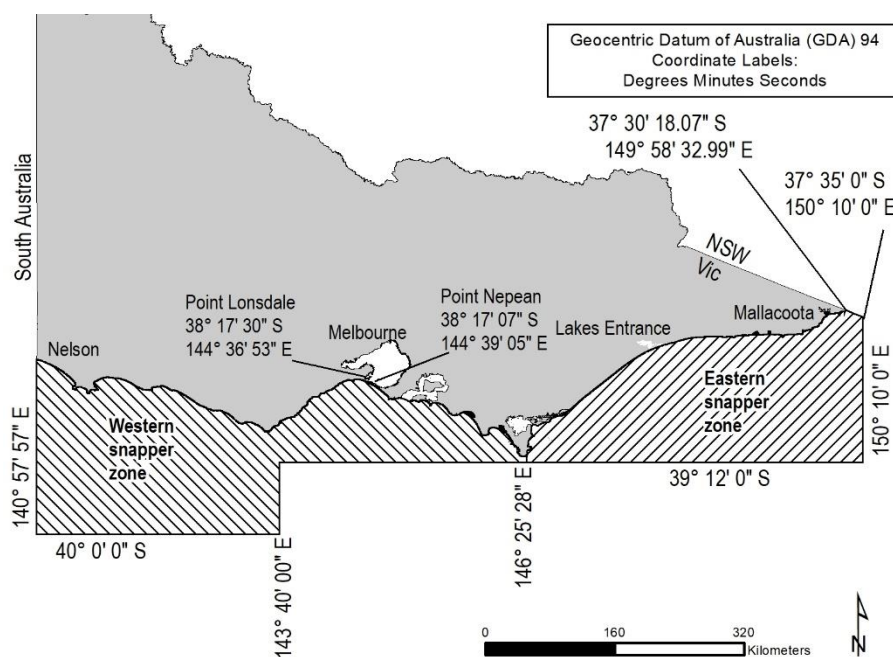 Geocentric Datum of Australia (GDA) 94
Coordinate Labels:
Degrees Minutes Seconds
37° 30' 18.07" S
149° 58' 32.99" E
37° 35' 0" S
150° 10' 0" E
South Australia
NSW
Vic
Point Lonsdale
38° 17' 30" S
144° 36' 53" E
Melbourne
Point Nepean
38° 17' 07" S
144° 39' 05" E
Lakes Entrance
Mallacoota
Nelson
Western
snapper
zone
Eastern
snapper
zone
140° 57' 57" E
150° 10' 0" E
39° 12' 0" S
146° 25' 28" E
40° 0' 0" S
143° 40' 00" E
0
160
320
Kilometers
N